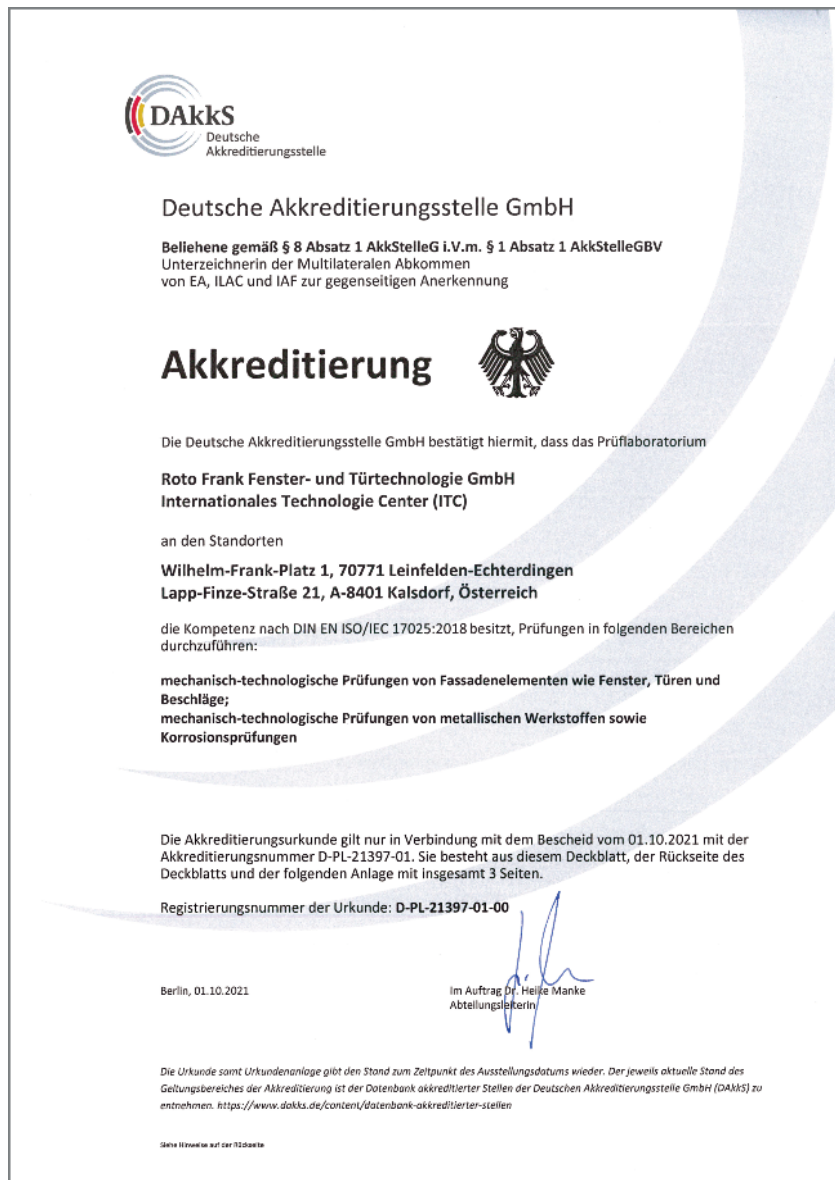 DAkkS
Deutsche
Akkreditierungsstelle
Deutsche Akkreditierungsstelle GmbH
Beliehene gemäß § 8 Absatz 1 AkkStelleG i.V.m. § 1 Absatz 1 AkkStelleGBV
Unterzeichnerin der Multilateralen Abkommen
von EA, ILAC und IAF zur gegenseitigen Anerkennung
Akkreditierung
Die Deutsche Akkreditierungsstelle GmbH bestätigt hiermit, dass das Prüflaboratorium
Roto Frank Fenster- und Türtechnologie GmbH
Internationales Technologie Center (ITC)
an den Standorten
Wilhelm-Frank-Platz 1, 70771 Leinfelden-Echterdingen
Lapp-Finze-Straße 21, A-8401 Kalsdorf, Österreich
die Kompetenz nach DIN EN ISO/IEC 17025:2018 besitzt, Prüfungen in folgenden Bereichen
durchzuführen:
mechanisch-technologische Prüfungen von Fassadenelementen wie Fenster, Türen und
Beschläge;
mechanisch-technologische Prüfungen von metallischen Werkstoffen sowie
Korrosionsprüfungen
Die Akkreditierungsurkunde gilt nur in Verbindung mit dem Bescheid vom 01.10.2021 mit der
Akkreditierungsnummer D-PL-21397-01. Sie besteht aus diesem Deckblatt, der Rückseite des
Deckblatts und der folgenden Anlage mit insgesamt 3 Seiten.
Registrierungsnummer der Urkunde: D-PL-21397-01-00
Berlin, 01.10.2021
Im Auftrag Dr. Heike Manke
Abteilungsleiterin
Die Urkunde samt Urkundenanlage gibt den Stand zum Zeitpunkt des Ausstellungsdatums wieder. Der jeweils aktuelle Stand des
Geltungsbereiches der Akkreditierung ist der Datenbank akkreditierter Stellen der Deutschen Akkreditierungsstelle GmbH (DAkkS) zu
entnehmen. https://www.dakks.de/content/datenbank-akkreditierter-stellen
Siehe Hinweise auf der Rückseite